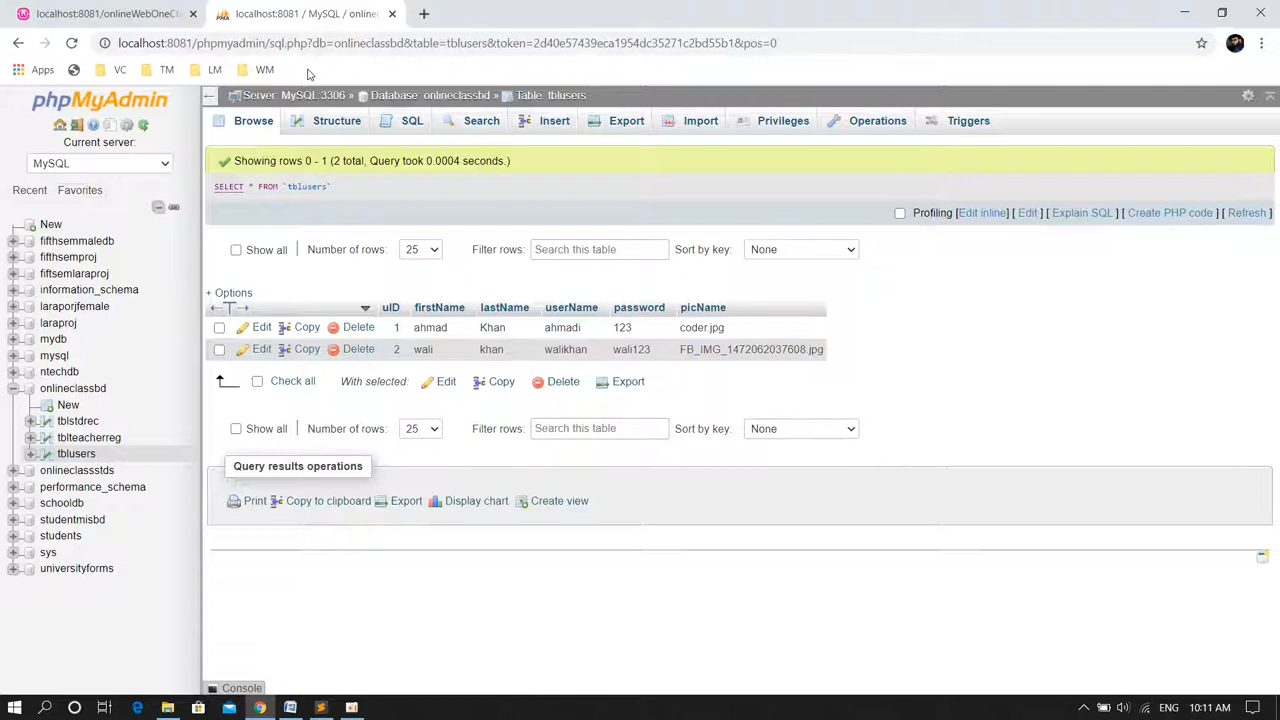 localhost:8081/onlineWebOneCl
localhost:8081 / MySQL / onlinec
localhost:8081/phpmyadmin/sql.php?db=onlineclassbd&table=tblusers&token=2d40e57439eca1954dc35271c2bd55b1&pos=0
Apps VC TM LM WM
phpMyAdmin
Current server:
MySQL
Recent Favorites
New
fifthsemmaledb
fifthsemproj
fiftsemlaraproj
information_schema
laraporjfemale
laraproj
mydb
mysql
ntechdb
onlineclassbd
New
tblstdrec
tblteacherreg
tblusers
onlineclassstds
performance_schema
schooldb
studentmisbd
students
sys
universityforms
Server: MySQL:3306 » Database: onlineclassbd » Table: tblusers
Browse Structure SQL Search Insert Export Import Privileges Operations Triggers
Showing rows 0 - 1 (2 total, Query took 0.0004 seconds.)
SELECT * FROM `tblusers`
Profiling [Edit inline] [ Edit ] [ Explain SQL ] [ Create PHP code ] [ Refresh ]
Show all Number of rows: 25 Filter rows: Search this table Sort by key: None
+ Options
uID firstName lastName userName password picName
Edit Copy Delete 1 ahmad Khan ahmadi 123 coder.jpg
Edit Copy Delete 2 wali khan walikhan wali123 FB_IMG_1472062037608.jpg
Check all With selected: Edit Copy Delete Export
Show all Number of rows: 25 Filter rows: Search this table Sort by key: None
Query results operations
Print Copy to clipboard Export Display chart Create view
Console
ENG 10:11 AM